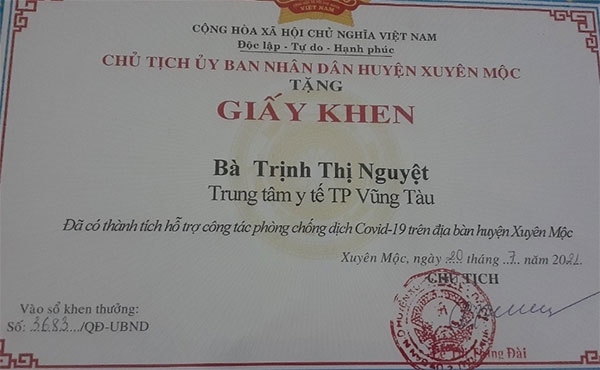 VIỆT NAM
CỘNG HÒA XÃ HỘI CHỦ NGHĨA VIỆT NAM
Độc lập - Tự do - Hạnh phúc
CHỦ TỊCH ỦY BAN NHÂN DÂN HUYỆN XUYÊN MỘC
TẶNG
GIẤY KHEN
Bà Trịnh Thị Nguyệt
Trung tâm y tế TP Vũng Tàu
Đã có thành tích hỗ trợ công tác phòng chống dịch Covid-19 trên địa bàn huyện Xuyên Mộc
Xuyên Mộc, ngày 20 tháng 7 năm 2021
CHỦ TỊCH
Vào sổ khen thưởng:
Số: 3683 /QĐ-UBND
Đài